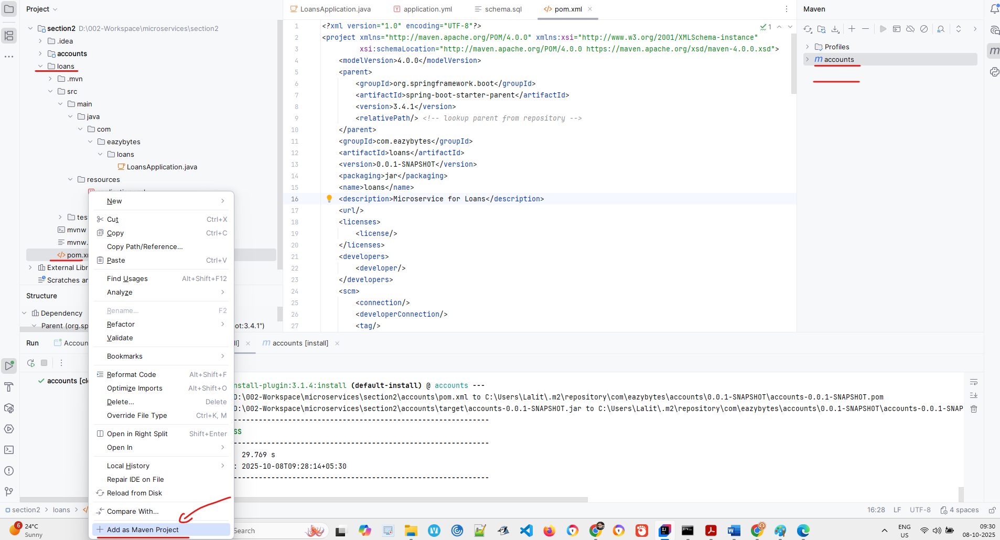 Project
section2 D:\002-Workspace\microservices\section2
.idea
accounts
loans
.mvn
src
main
java
com
eazybytes
loans
LoansApplication.java
resources
mvnw
mvnw.
pom.x
External Lib
Scratches a
New
Cut Ctrl+X
Copy Ctrl+C
Copy Path/Reference...
Paste Ctrl+V
Find Usages Alt+Shift+F12
Analyze
Rename... F2
Refactor
Validate
Bookmarks
Reformat Code Alt+Shift+F
Optimize Imports Alt+Shift+O
Delete... Delete
Override File Type Ctrl+K, M
Open in Right Split Shift+Enter
Open In
Local History
Repair IDE on File
Reload from Disk
Compare With...
Add as Maven Project
LoansApplication.java application.yml schema.sql pom.xml
1
1 <?xml version="1.0" encoding="UTF-8"?>
2 <project xmlns="http://maven.apache.org/POM/4.0.0" xmlns:xsi="http://www.w3.org/2001/XMLSchema-instance"
3 xsi:schemaLocation="http://maven.apache.org/POM/4.0.0 https://maven.apache.org/xsd/maven-4.0.0.xsd">
4 <modelVersion>4.0.0</modelVersion>
5 <parent>
6 <groupId>org.springframework.boot</groupId>
7 <artifactId>spring-boot-starter-parent</artifactId>
8 <version>3.4.1</version>
9 <relativePath/> <!-- lookup parent from repository -->
10 </parent>
11 <groupId>com.eazybytes</groupId>
12 <artifactId>loans</artifactId>
13 <version>0.0.1-SNAPSHOT</version>
14 <packaging>jar</packaging>
15 <name>loans</name>
16 <description>Microservice for Loans</description>
17 <url/>
18 <licenses>
19 <license/>
20 </licenses>
21 <developers>
22 <developer/>
23 </developers>
24 <scm>
25 <connection/>
26 <developerConnection/>
27 <tag/>
Maven
Profiles
m accounts
Structure
Dependency
Parent (org.sp ot:3.4.1")
Run Accoun ll] m accounts [install]
accounts [cl
nstall-plugin:3.1.4:install (default-install) @ accounts ---
D:\002-Workspace\microservices\section2\accounts\pom.xml to C:\Users\Lalit\.m2\repository\com\eazybytes\accounts\0.0.1-SNAPSHOT\accounts-0.0.1-SNAPSHOT.pom
D:\002-Workspace\microservices\section2\accounts\target\accounts-0.0.1-SNAPSHOT.jar to C:\Users\Lalit\.m2\repository\com\eazybytes\accounts\0.0.1-SNAPSHOT\accounts-0.0.1-SNAP
------------------------------------------------------------
SS
------------------------------------------------------------
29.769 s
: 2025-10-08T09:28:14+05:30
------------------------------------------------------------
section2 > loans > 16:28 LF UTF-8 4 spaces
6 24°C
Sunny
earch
ENG
US
09:30
08-10-2025